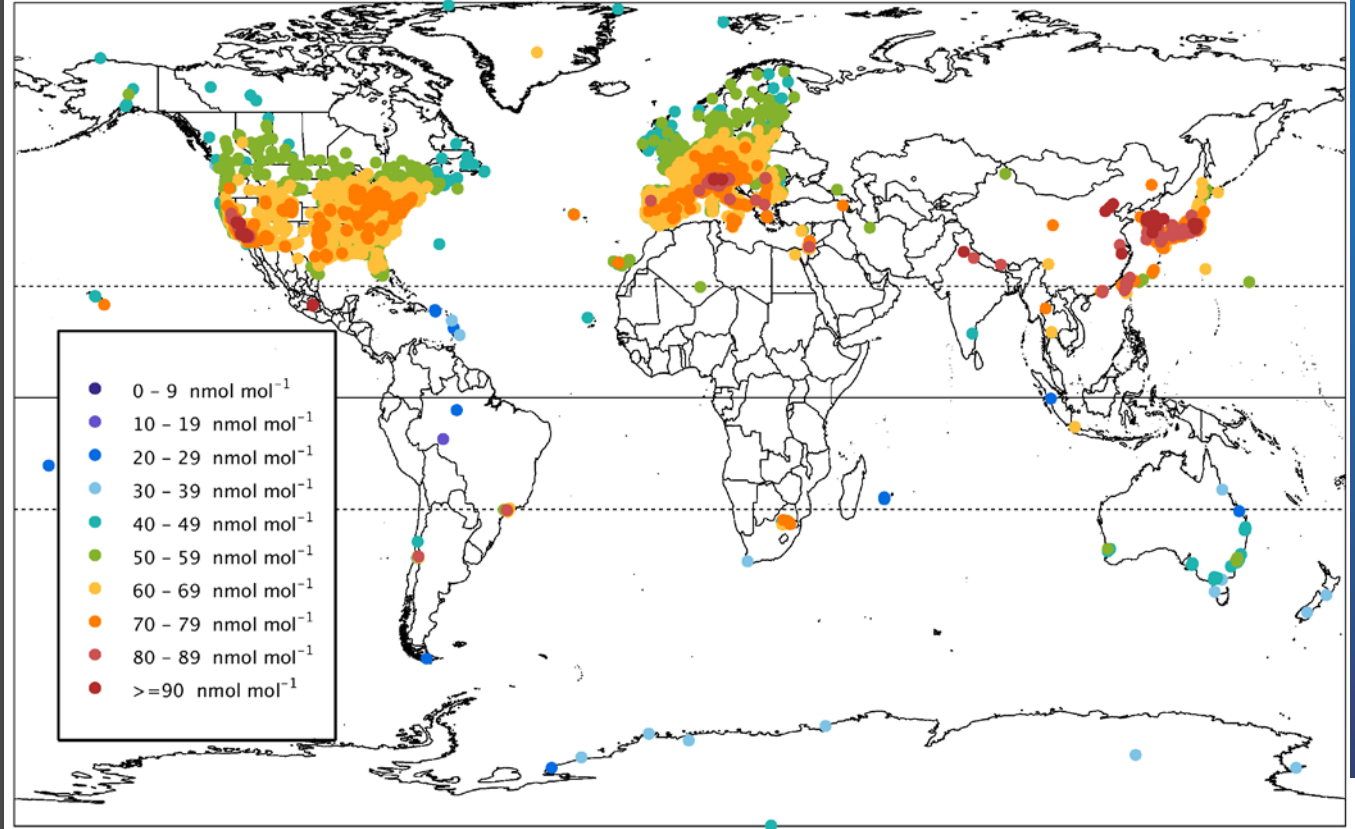 0 – 9 nmol mol⁻¹
10 – 19 nmol mol⁻¹
20 – 29 nmol mol⁻¹
30 – 39 nmol mol⁻¹
40 – 49 nmol mol⁻¹
50 – 59 nmol mol⁻¹
60 – 69 nmol mol⁻¹
70 – 79 nmol mol⁻¹
80 – 89 nmol mol⁻¹
>=90 nmol mol⁻¹